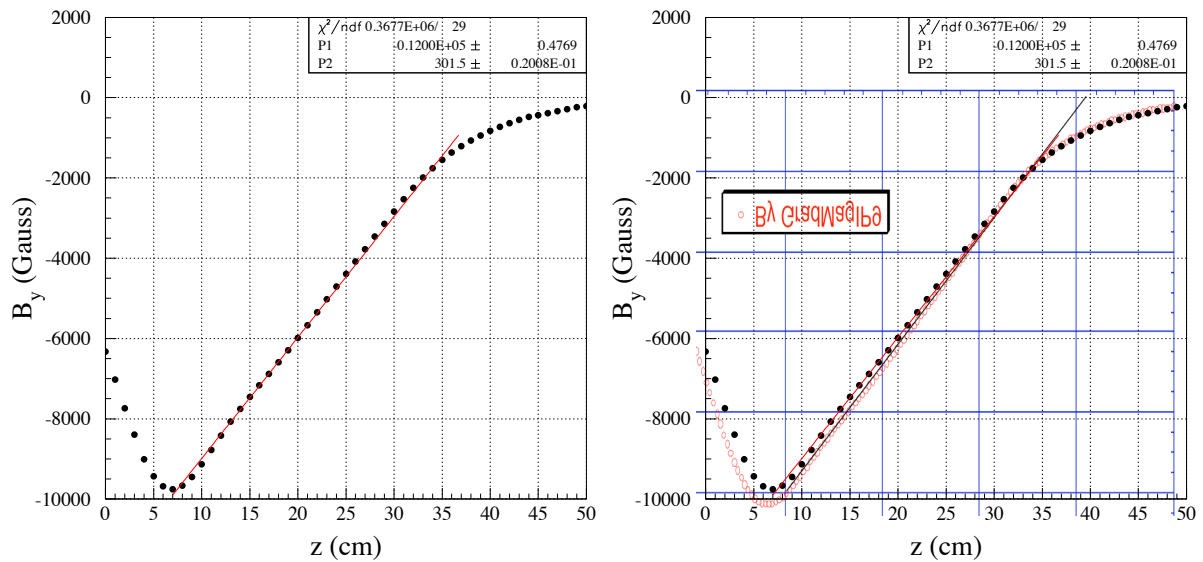 χ²/ndf 0.3677E+06/ 29
P1 -0.1200E+05 ± 0.4769
P2 301.5 ± 0.2008E-01
2000
0
-2000
-4000
-6000
-8000
-10000
B_y (Gauss)
0 5 10 15 20 25 30 35 40 45 50
z (cm)
χ²/ndf 0.3677E+06/ 29
P1 -0.1200E+05 ± 0.4769
P2 301.5 ± 0.2008E-01
2000
0
-2000
-4000
-6000
-8000
-10000
B_y (Gauss)
By GradMagIP9
0 5 10 15 20 25 30 35 40 45 50
z (cm)